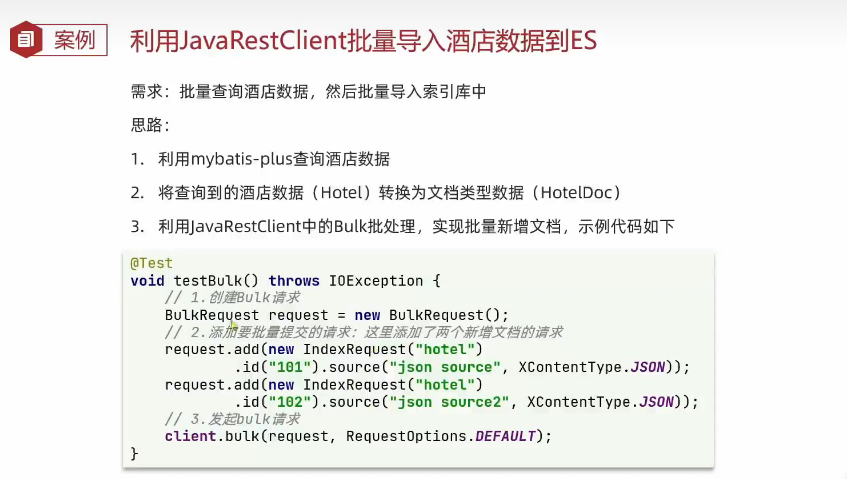 案例
利用JavaRestClient批量导入酒店数据到ES
需求：批量查询酒店数据，然后批量导入索引库中
思路：
1. 利用mybatis-plus查询酒店数据
2. 将查询到的酒店数据（Hotel）转换为文档类型数据（HotelDoc）
3. 利用JavaRestClient中的Bulk批处理，实现批量新增文档，示例代码如下
@Test
void testBulk() throws IOException {
// 1.创建Bulk请求
BulkRequest request = new BulkRequest();
// 2.添加要批量提交的请求：这里添加了两个新增文档的请求
request.add(new IndexRequest("hotel")
.id("101").source("json source", XContentType.JSON));
request.add(new IndexRequest("hotel")
.id("102").source("json source2", XContentType.JSON));
// 3.发起bulk请求
client.bulk(request, RequestOptions.DEFAULT);
}